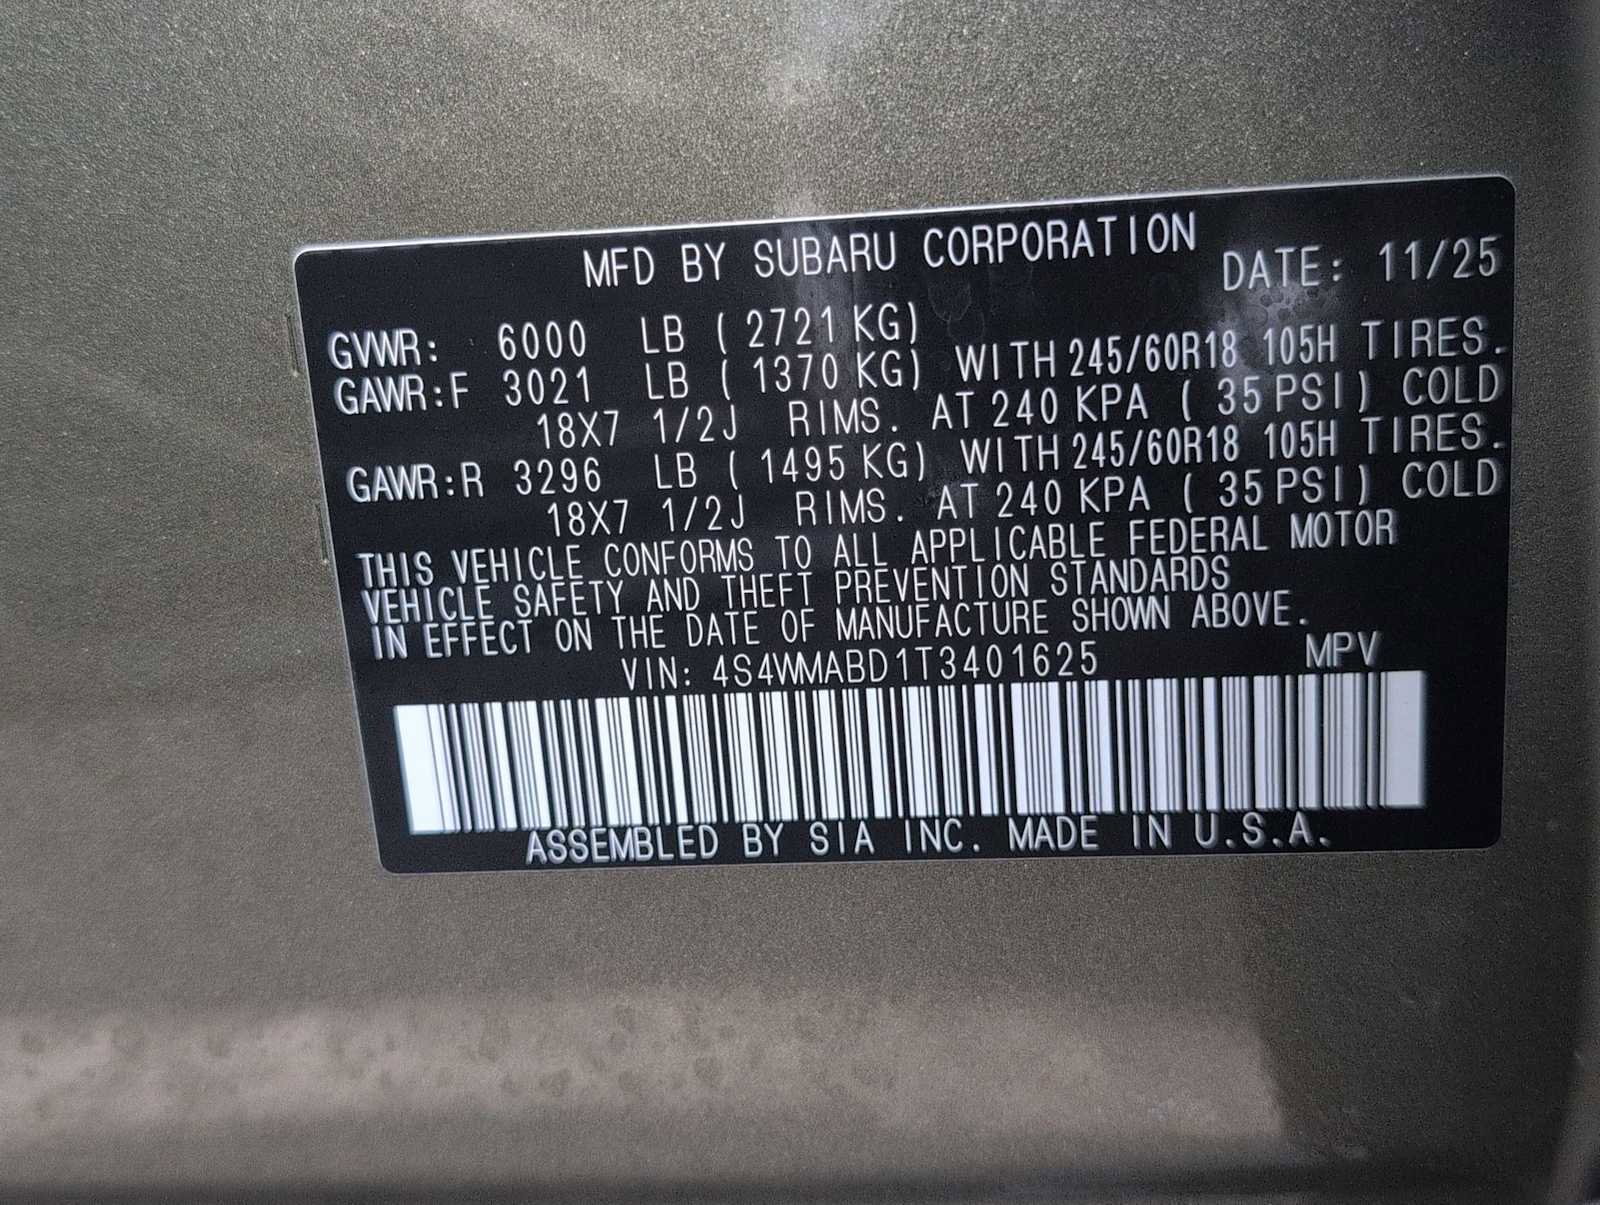 MFD BY SUBARU CORPORATION
DATE: 11/25
GVWR: 6000 LB ( 2721 KG)
GAWR:F 3021 LB ( 1370 KG) WITH 245/60R18 105H TIRES.
18X7 1/2J RIMS. AT 240 KPA ( 35 PSI) COLD
GAWR:R 3296 LB ( 1495 KG) WITH 245/60R18 105H TIRES.
18X7 1/2J RIMS. AT 240 KPA ( 35 PSI) COLD
THIS VEHICLE CONFORMS TO ALL APPLICABLE FEDERAL MOTOR
VEHICLE SAFETY AND THEFT PREVENTION STANDARDS
IN EFFECT ON THE DATE OF MANUFACTURE SHOWN ABOVE.
VIN: 4S4WMABD1T3401625 MPV
ASSEMBLED BY SIA INC. MADE IN U.S.A.